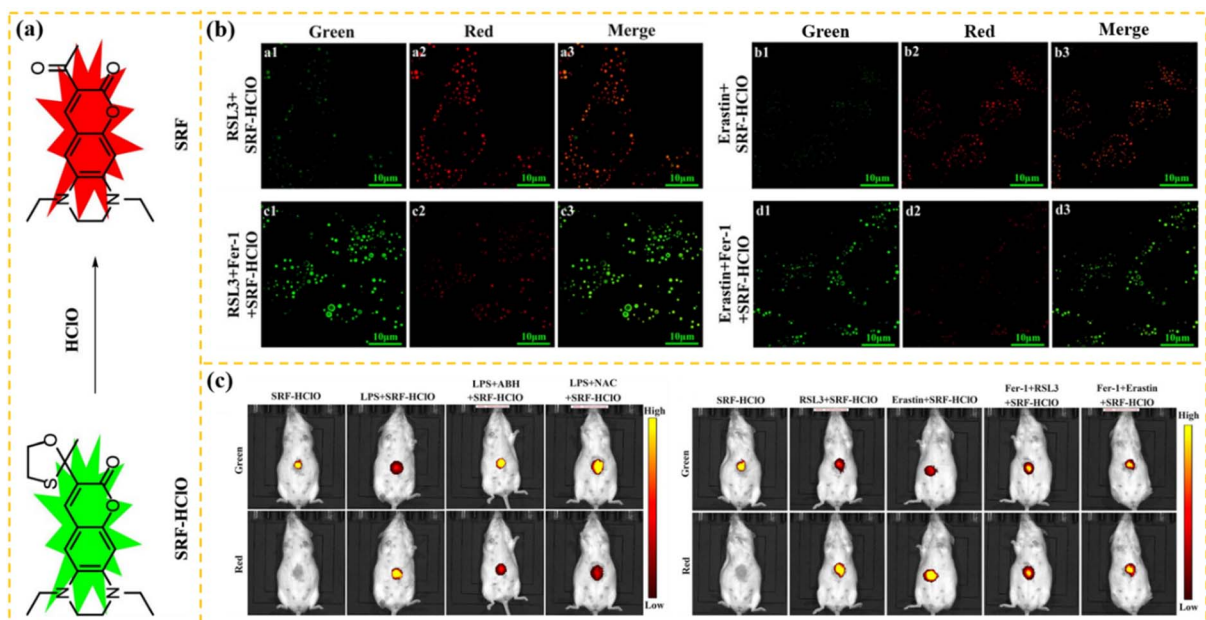 (a)
O
O
O
N
N
SRF
HClO
O
S
O
O
N
N
SRF-HClO
(b)
Green Red Merge
RSL3+
SRF-HClO
a1 a2 a3
10μm 10μm 10μm
RSL3+Fer-1
+SRF-HClO
c1 c2 c3
10μm 10μm 10μm
Green Red Merge
Erastin+
SRF-HClO
b1 b2 b3
10μm 10μm 10μm
Erastin+Fer-1
+SRF-HClO
d1 d2 d3
10μm 10μm 10μm
(c)
SRF-HClO
LPS+SRF-HClO
LPS+ABH
+SRF-HClO
LPS+NAC
+SRF-HClO
High
Green
Red
Low
SRF-HClO
RSL3+SRF-HClO
Erastin+SRF-HClO
Fer-1+RSL3
+SRF-HClO
Fer-1+Erastin
+SRF-HClO
High
Green
Red
Low